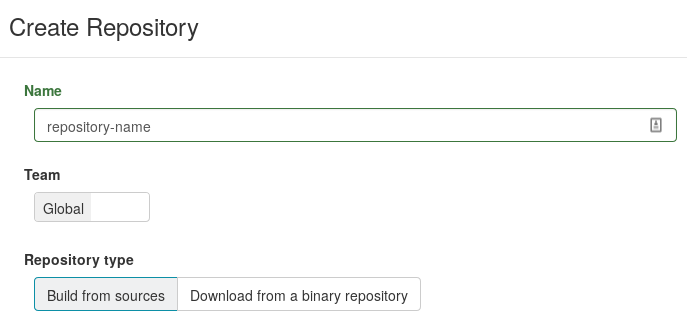 Create Repository
Name
repository-name
Team
Global
Repository type
Build from sources Download from a binary repository